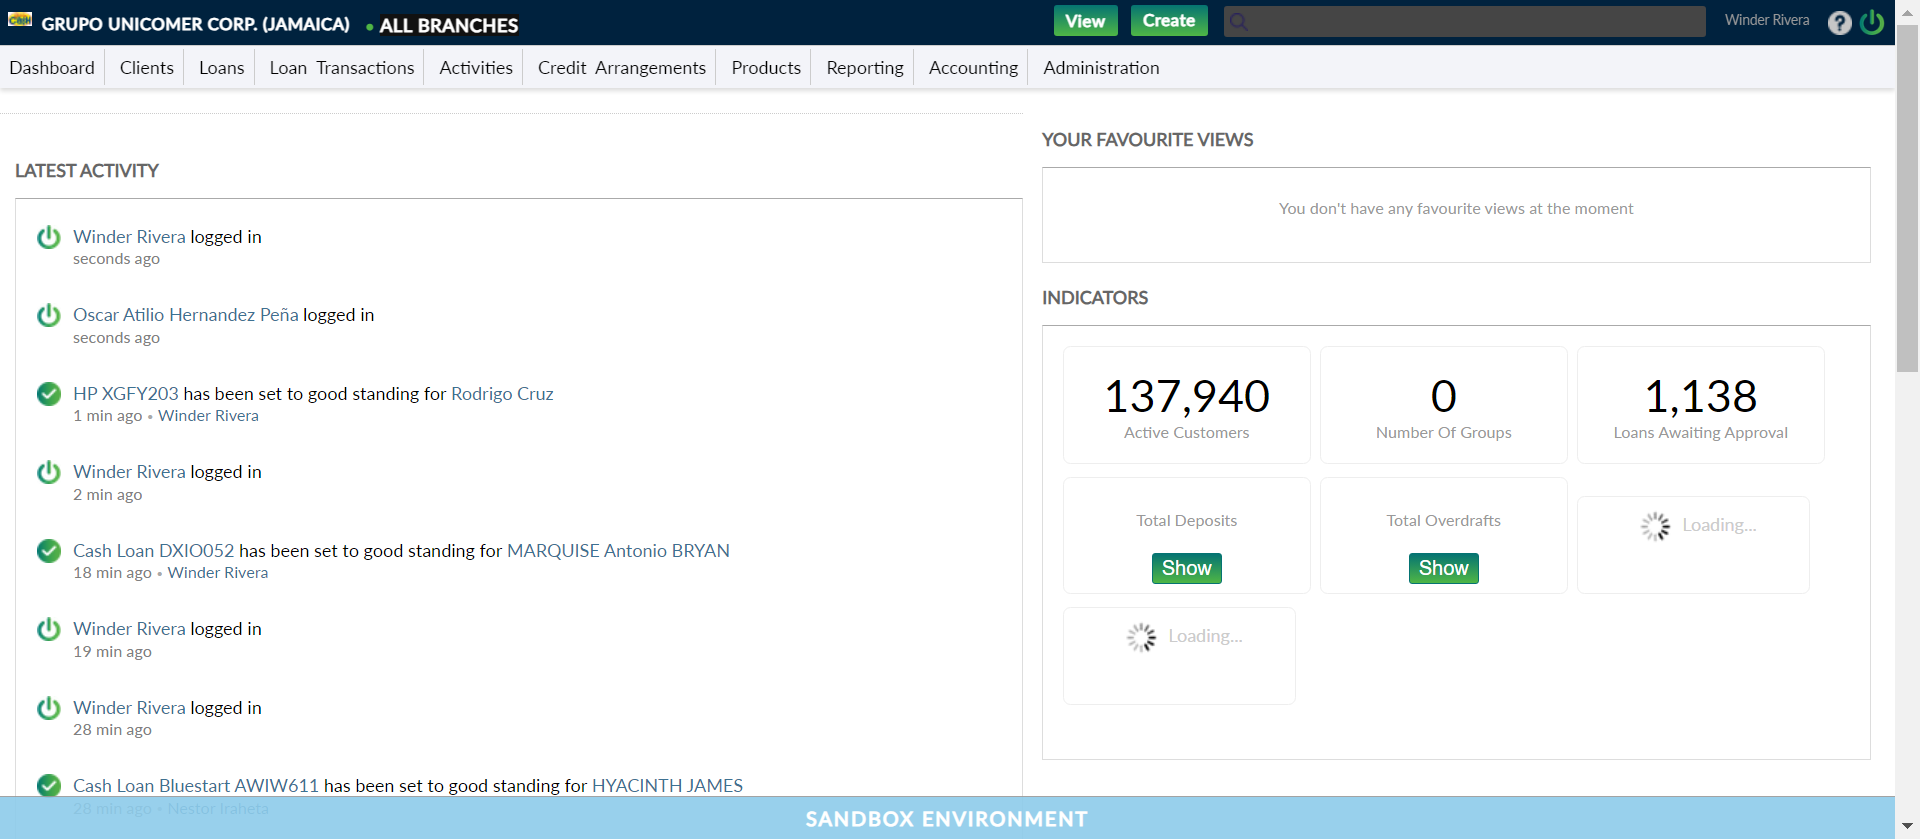 Cash
GRUPO UNICOMER CORP. (JAMAICA) • ALL BRANCHES
View
Create
Winder Rivera
?
Dashboard
Clients
Loans
Loan Transactions
Activities
Credit Arrangements
Products
Reporting
Accounting
Administration
LATEST ACTIVITY
Winder Rivera logged in
seconds ago
Oscar Atilio Hernandez Peña logged in
seconds ago
HP XGFY203 has been set to good standing for Rodrigo Cruz
1 min ago • Winder Rivera
Winder Rivera logged in
2 min ago
Cash Loan DXIO052 has been set to good standing for MARQUISE Antonio BRYAN
18 min ago • Winder Rivera
Winder Rivera logged in
19 min ago
Winder Rivera logged in
28 min ago
Cash Loan Bluestart AWIW611 has been set to good standing for HYACINTH JAMES
28 min ago • Nestor Iraheta
YOUR FAVOURITE VIEWS
You don't have any favourite views at the moment
INDICATORS
137,940
Active Customers
0
Number Of Groups
1,138
Loans Awaiting Approval
Total Deposits
Show
Total Overdrafts
Show
Loading...
Loading...
SANDBOX ENVIRONMENT